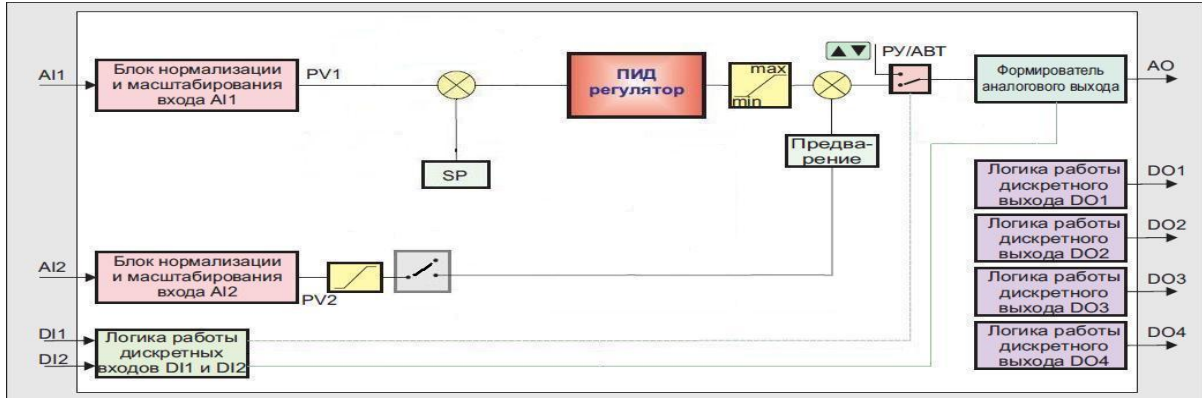 AI1
Блок нормализации
и масштабирования
входа AI1
PV1
SP
ПИД
регулятор
max
min
РУ/АВТ
Предва-
рение
Формирователь
аналогового выхода
AO
AI2
Блок нормализации
и масштабирования
входа AI2
PV2
DI1
DI2
Логика работы
дискретных
входов DI1 и DI2
Логика работы
дискретного
выхода DO1
DO1
Логика работы
дискретного
выхода DO2
DO2
Логика работы
дискретного
выхода DO3
DO3
Логика работы
дискретного
выхода DO4
DO4